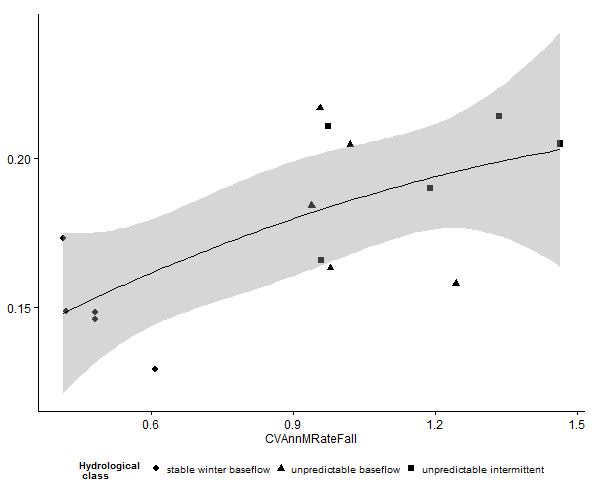 0.20
0.15
0.6 0.9 1.2 1.5
CVAnnMRateFall
Hydrological
class
stable winter baseflow unpredictable baseflow unpredictable intermittent